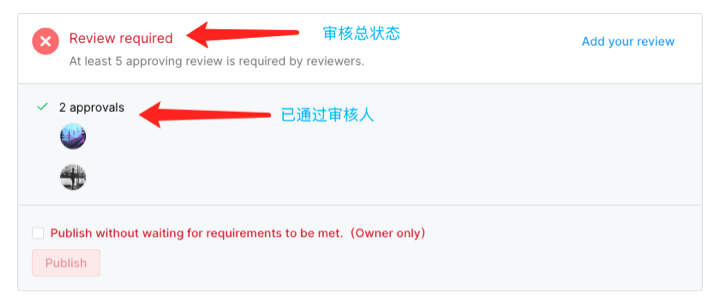 Review required
审核总状态
Add your review
At least 5 approving review is required by reviewers.
2 approvals
已通过审核人
Publish without waiting for requirements to be met.（Owner only）
Publish